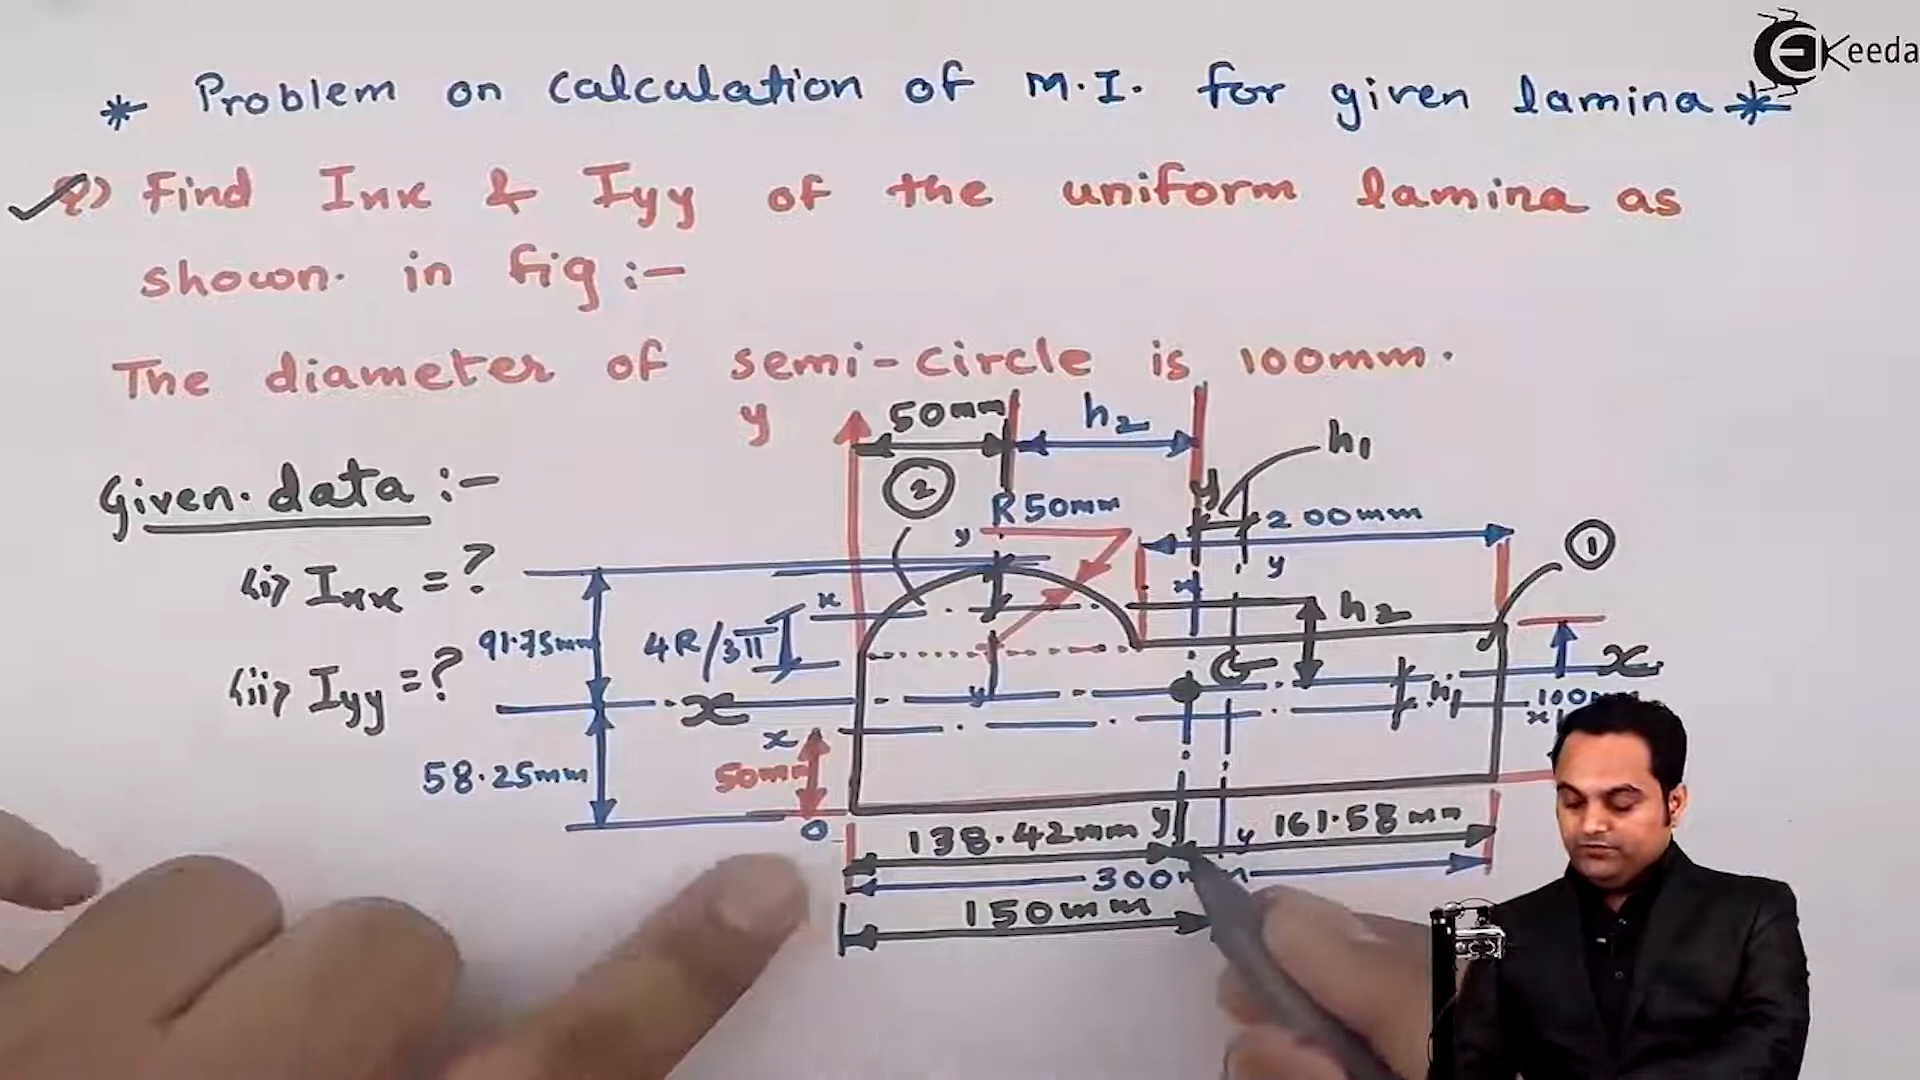 Keeda
* Problem on calculation of M.I. for given lamina *
Q) Find Ixx & Iyy of the uniform lamina as
shown. in fig :-
The diameter of semi-circle is 100mm.
Given. data :-
(i) Ixx = ?
(ii) Iyy = ?
y
50mm
h2
h1
2
R50mm
y
y
200mm
1
y
x
x
h2
91.75mm
4R/3π
G
x
x
y
h1
100mm
x
x
50mm
58.25mm
0
138.42mm
y
y
161.58mm
300mm
150mm